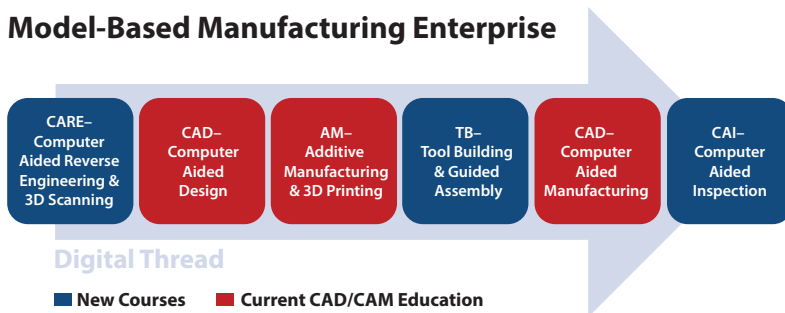 Model-Based Manufacturing Enterprise
CARE–
Computer
Aided Reverse
Engineering &
3D Scanning
CAD–
Computer
Aided
Design
AM–
Additive
Manufacturing
& 3D Printing
TB–
Tool Building
& Guided
Assembly
CAD–
Computer
Aided
Manufacturing
CAI–
Computer
Aided
Inspection
Digital Thread
New Courses
Current CAD/CAM Education